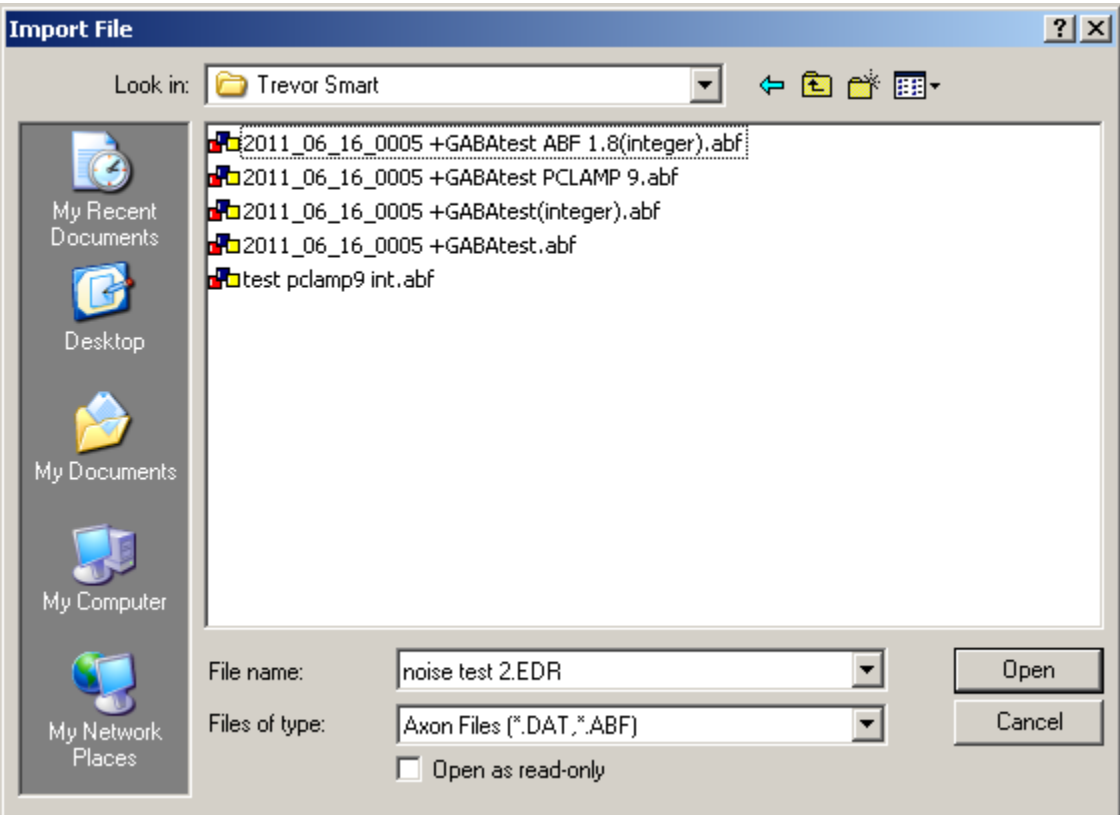 Import File
Look in: Trevor Smart
2011_06_16_0005 +GABAtest ABF 1.8(integer).abf
2011_06_16_0005 +GABAtest PCLAMP 9.abf
2011_06_16_0005 +GABAtest(integer).abf
2011_06_16_0005 +GABAtest.abf
test pclamp9 int.abf
My Recent
Documents
Desktop
My Documents
My Computer
My Network
Places
File name: noise test 2.EDR Open
Files of type: Axon Files (*.DAT,*.ABF) Cancel
Open as read-only